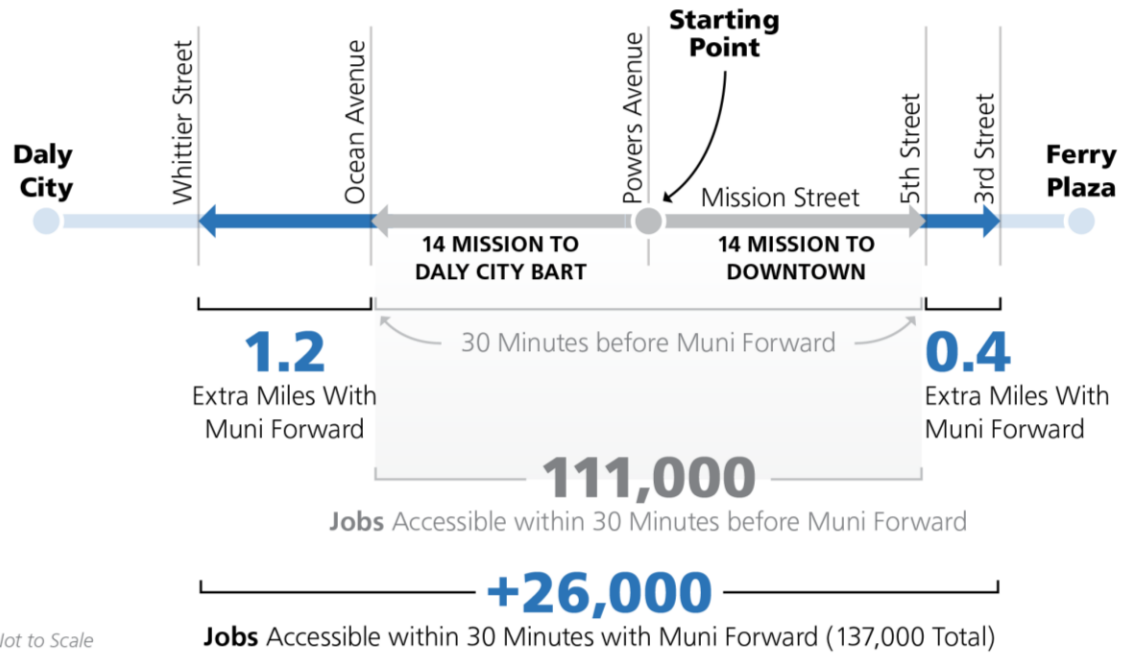 Starting
Point
Whittier Street
Ocean Avenue
Powers Avenue
5th Street
3rd Street
Daly
City
Ferry
Plaza
Mission Street
14 MISSION TO
DALY CITY BART
14 MISSION TO
DOWNTOWN
30 Minutes before Muni Forward
1.2
Extra Miles With
Muni Forward
0.4
Extra Miles With
Muni Forward
111,000
Jobs Accessible within 30 Minutes before Muni Forward
+26,000
Jobs Accessible within 30 Minutes with Muni Forward (137,000 Total)
to Scale